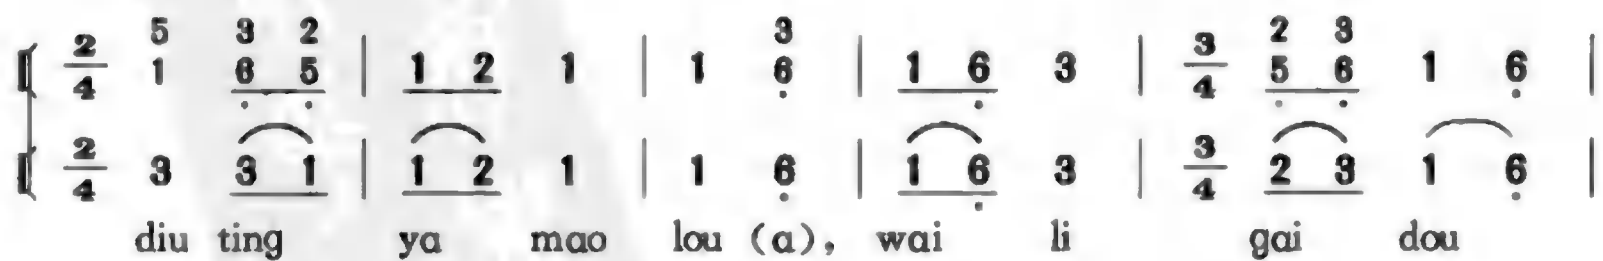 5 3 2 3 2 3
2/4 1 6 5 | 1 2 1 | 1 6 | 1 6 3 | 3/4 5 6 1 6 |
2/4 3 3 1 | 1 2 1 | 1 6 | 1 6 3 | 3/4 2 3 1 6 |
diu ting ya mao lou (a), wai li gai dou